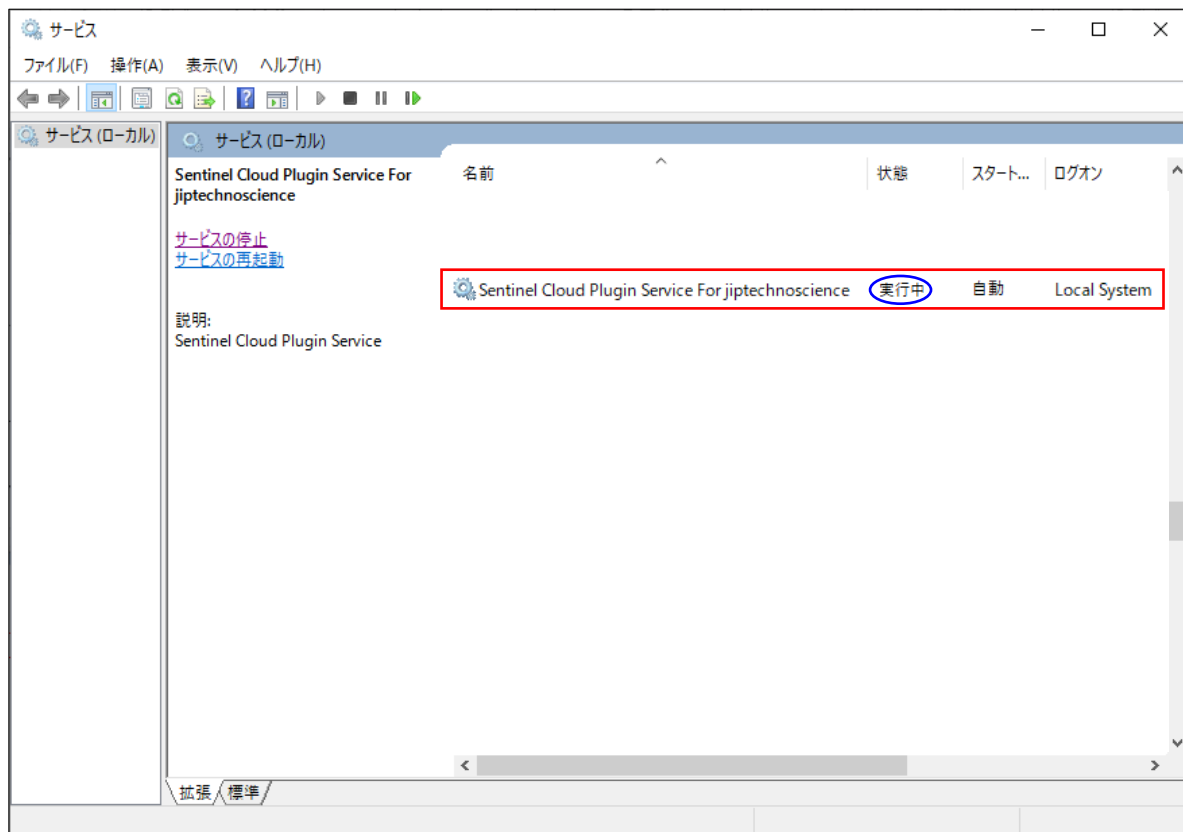 サービス
ファイル(F) 操作(A) 表示(V) ヘルプ(H)
サービス (ローカル)
サービス (ローカル)
Sentinel Cloud Plugin Service For
jiptechnoscience
サービスの停止
サービスの再起動
説明:
Sentinel Cloud Plugin Service
名前 状態 スタート... ログオン
Sentinel Cloud Plugin Service For jiptechnoscience 実行中 自動 Local System
拡張 標準